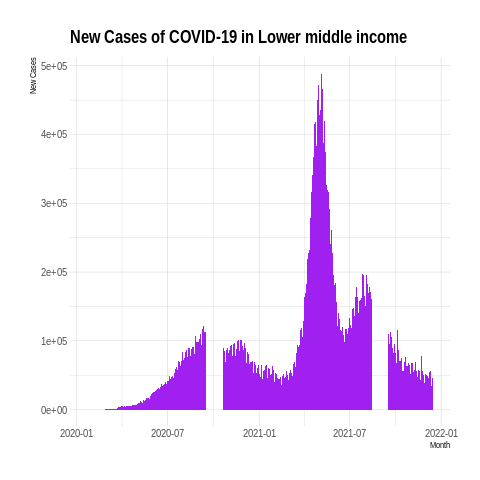 New Cases of COVID-19 in Lower middle income
New Cases
5e+05
4e+05
3e+05
2e+05
1e+05
0e+00
2020-01 2020-07 2021-01 2021-07 2022-01
Month